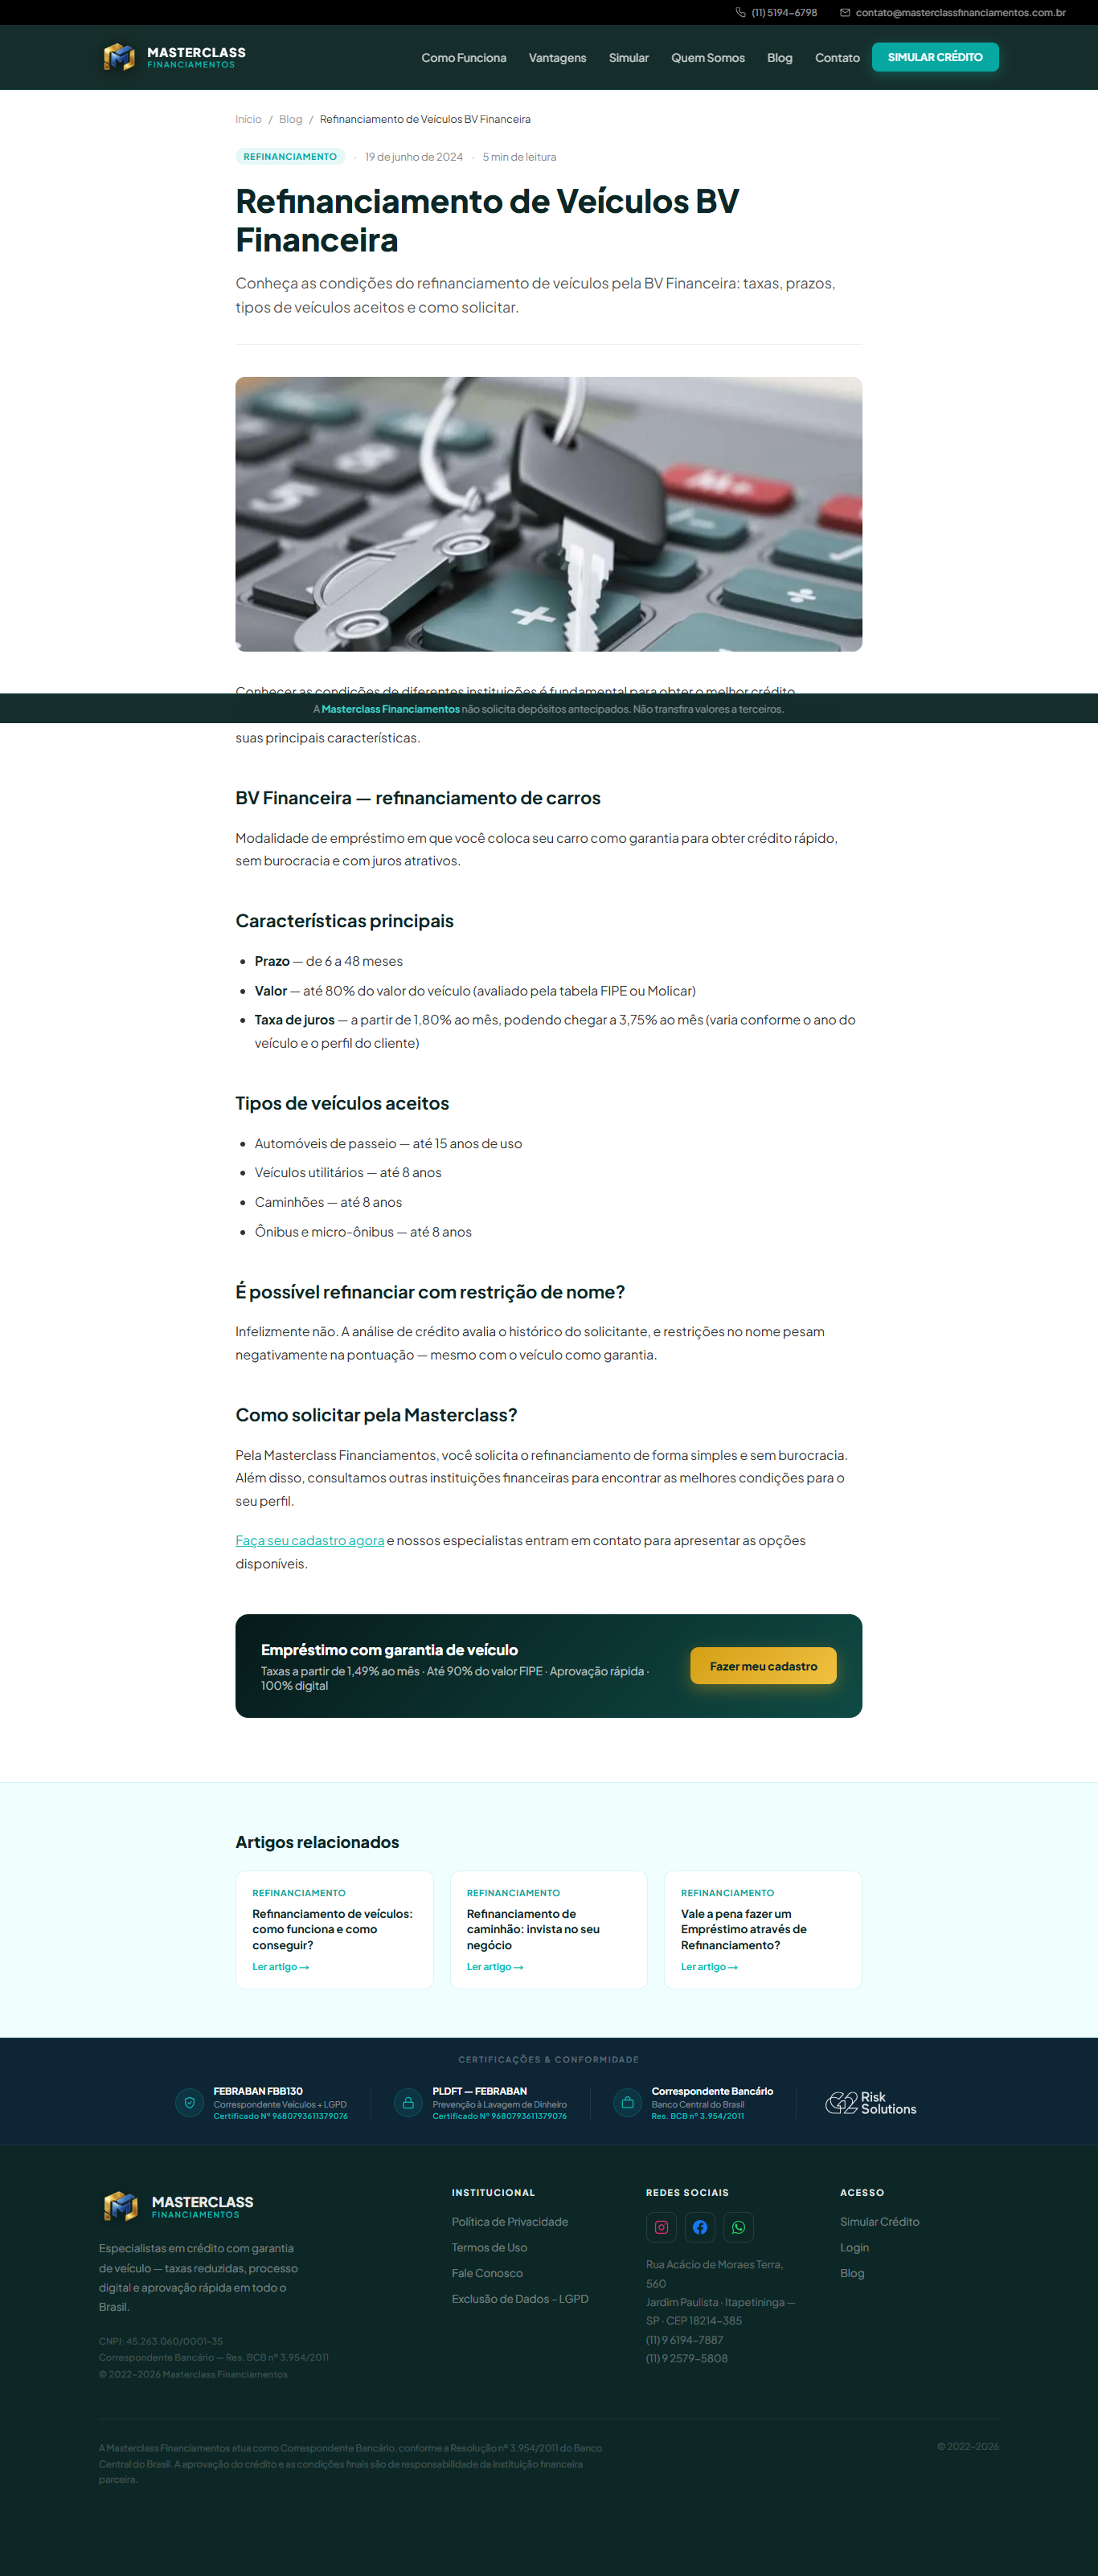 (11) 5194-6798
contato@masterclassfinanciamentos.com.br
MASTERCLASS
FINANCIAMENTOS
Como Funciona
Vantagens
Simular
Quem Somos
Blog
Contato
SIMULAR CRÉDITO
Início / Blog / Refinanciamento de Veículos BV Financeira
REFINANCIAMENTO · 19 de junho de 2024 · 5 min de leitura
Refinanciamento de Veículos BV
Financeira
Conheça as condições do refinanciamento de veículos pela BV Financeira: taxas, prazos,
tipos de veículos aceitos e como solicitar.
Conhecer as condições de diferentes instituições é fundamental para obter o melhor crédito
A Masterclass Financiamentos não solicita depósitos antecipados. Não transfira valores a terceiros.
suas principais características.
BV Financeira — refinanciamento de carros
Modalidade de empréstimo em que você coloca seu carro como garantia para obter crédito rápido,
sem burocracia e com juros atrativos.
Características principais
• Prazo — de 6 a 48 meses
• Valor — até 80% do valor do veículo (avaliado pela tabela FIPE ou Molicar)
• Taxa de juros — a partir de 1,80% ao mês, podendo chegar a 3,75% ao mês (varia conforme o ano do
veículo e o perfil do cliente)
Tipos de veículos aceitos
• Automóveis de passeio — até 15 anos de uso
• Veículos utilitários — até 8 anos
• Caminhões — até 8 anos
• Ônibus e micro-ônibus — até 8 anos
É possível refinanciar com restrição de nome?
Infelizmente não. A análise de crédito avalia o histórico do solicitante, e restrições no nome pesam
negativamente na pontuação — mesmo com o veículo como garantia.
Como solicitar pela Masterclass?
Pela Masterclass Financiamentos, você solicita o refinanciamento de forma simples e sem burocracia.
Além disso, consultamos outras instituições financeiras para encontrar as melhores condições para o
seu perfil.
Faça seu cadastro agora e nossos especialistas entram em contato para apresentar as opções
disponíveis.
Empréstimo com garantia de veículo
Taxas a partir de 1,49% ao mês · Até 90% do valor FIPE · Aprovação rápida ·
100% digital
Fazer meu cadastro
Artigos relacionados
REFINANCIAMENTO
Refinanciamento de veículos:
como funciona e como
conseguir?
Ler artigo →
REFINANCIAMENTO
Refinanciamento de
caminhão: invista no seu
negócio
Ler artigo →
REFINANCIAMENTO
Vale a pena fazer um
Empréstimo através de
Refinanciamento?
Ler artigo →
CERTIFICAÇÕES & CONFORMIDADE
FEBRABAN FBB130
Correspondente Veículos + LGPD
Certificado Nº 9680793611379076
PLDFT — FEBRABAN
Prevenção à Lavagem de Dinheiro
Certificado Nº 9680793611379076
Correspondente Bancário
Banco Central do Brasil
Res. BCB nº 3.954/2011
Risk
Solutions
MASTERCLASS
FINANCIAMENTOS
Especialistas em crédito com garantia
de veículo — taxas reduzidas, processo
digital e aprovação rápida em todo o
Brasil.
CNPJ: 45.263.060/0001-35
Correspondente Bancário — Res. BCB nº 3.954/2011
© 2022-2026 Masterclass Financiamentos
INSTITUCIONAL
Política de Privacidade
Termos de Uso
Fale Conosco
Exclusão de Dados – LGPD
REDES SOCIAIS
Rua Acácio de Moraes Terra,
560
Jardim Paulista · Itapetininga —
SP · CEP 18214-385
(11) 9 6194-7887
(11) 9 2579-5808
ACESSO
Simular Crédito
Login
Blog
A Masterclass Financiamentos atua como Correspondente Bancário, conforme a Resolução nº 3.954/2011 do Banco
Central do Brasil. A aprovação do crédito e as condições finais são de responsabilidade da instituição financeira
parceira.
© 2022-2026